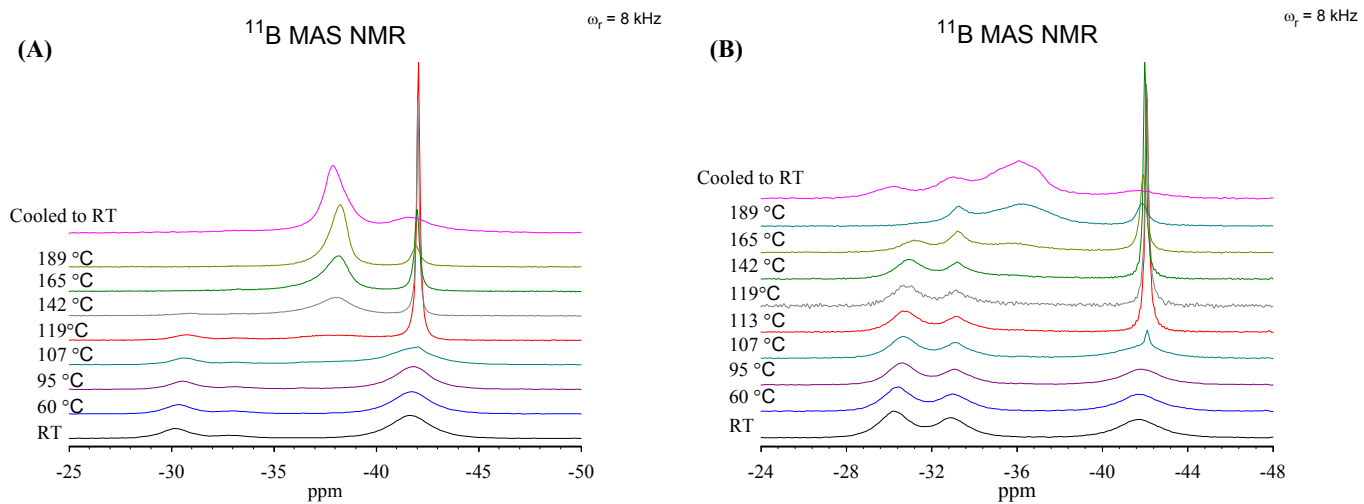 (A)
¹¹B MAS NMR
ωr = 8 kHz
Cooled to RT
189 °C
165 °C
142 °C
119°C
107 °C
95 °C
60 °C
RT
-25 -30 -35 -40 -45 -50
ppm
(B)
¹¹B MAS NMR
ωr = 8 kHz
Cooled to RT
189 °C
165 °C
142 °C
119°C
113 °C
107 °C
95 °C
60 °C
RT
-24 -28 -32 -36 -42 -44 -48
ppm